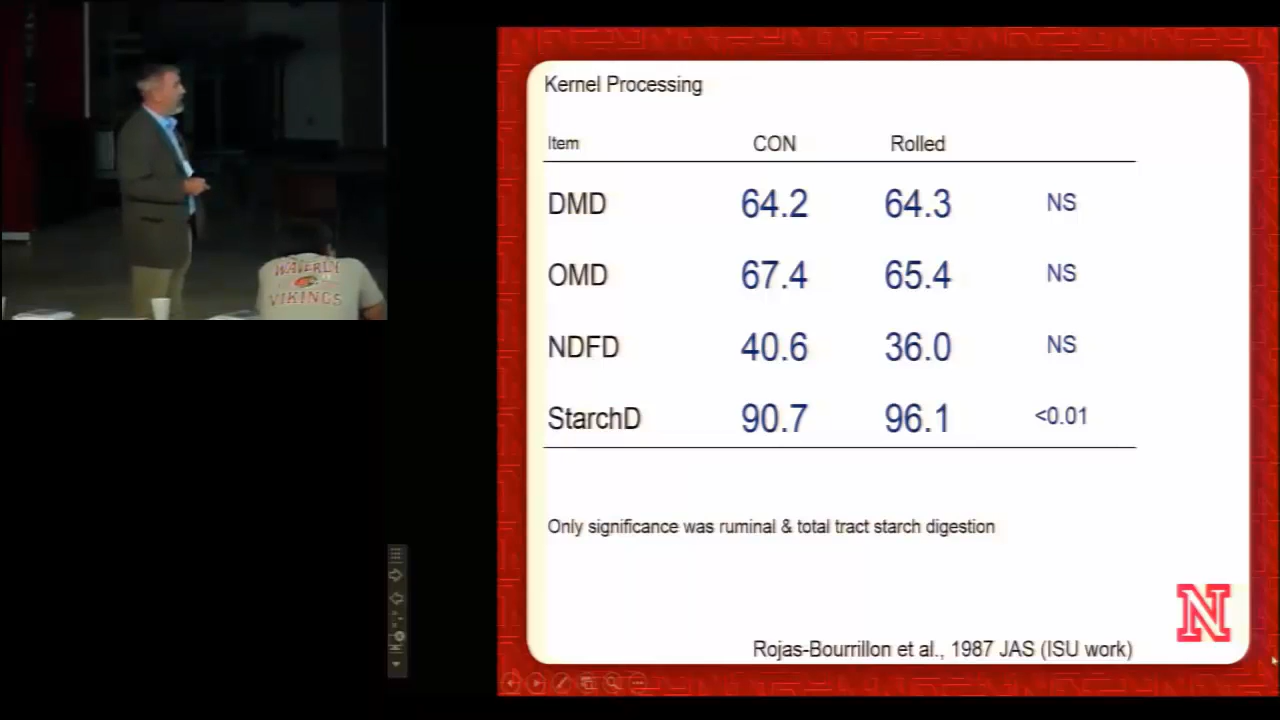 WAVERLY
VIKINGS
Kernel Processing
Item CON Rolled
DMD 64.2 64.3 NS
OMD 67.4 65.4 NS
NDFD 40.6 36.0 NS
StarchD 90.7 96.1 <0.01
Only significance was ruminal & total tract starch digestion
N
Rojas-Bourrillon et al., 1987 JAS (ISU work)